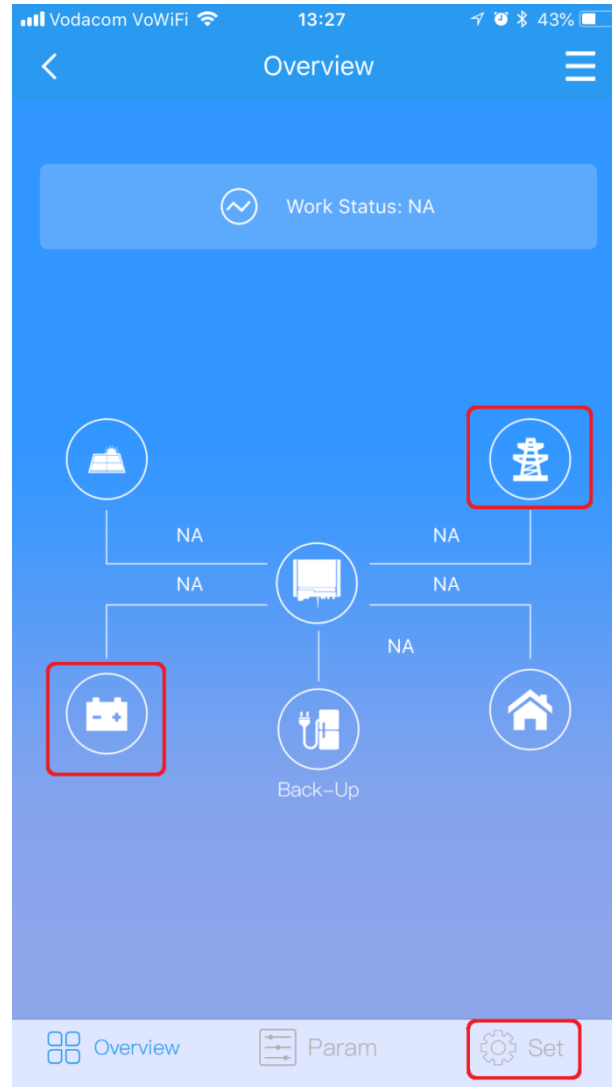 Vodacom VoWiFi 13:27 43%
Overview
Work Status: NA
NA NA
NA NA
NA
Back-Up
Overview Param Set